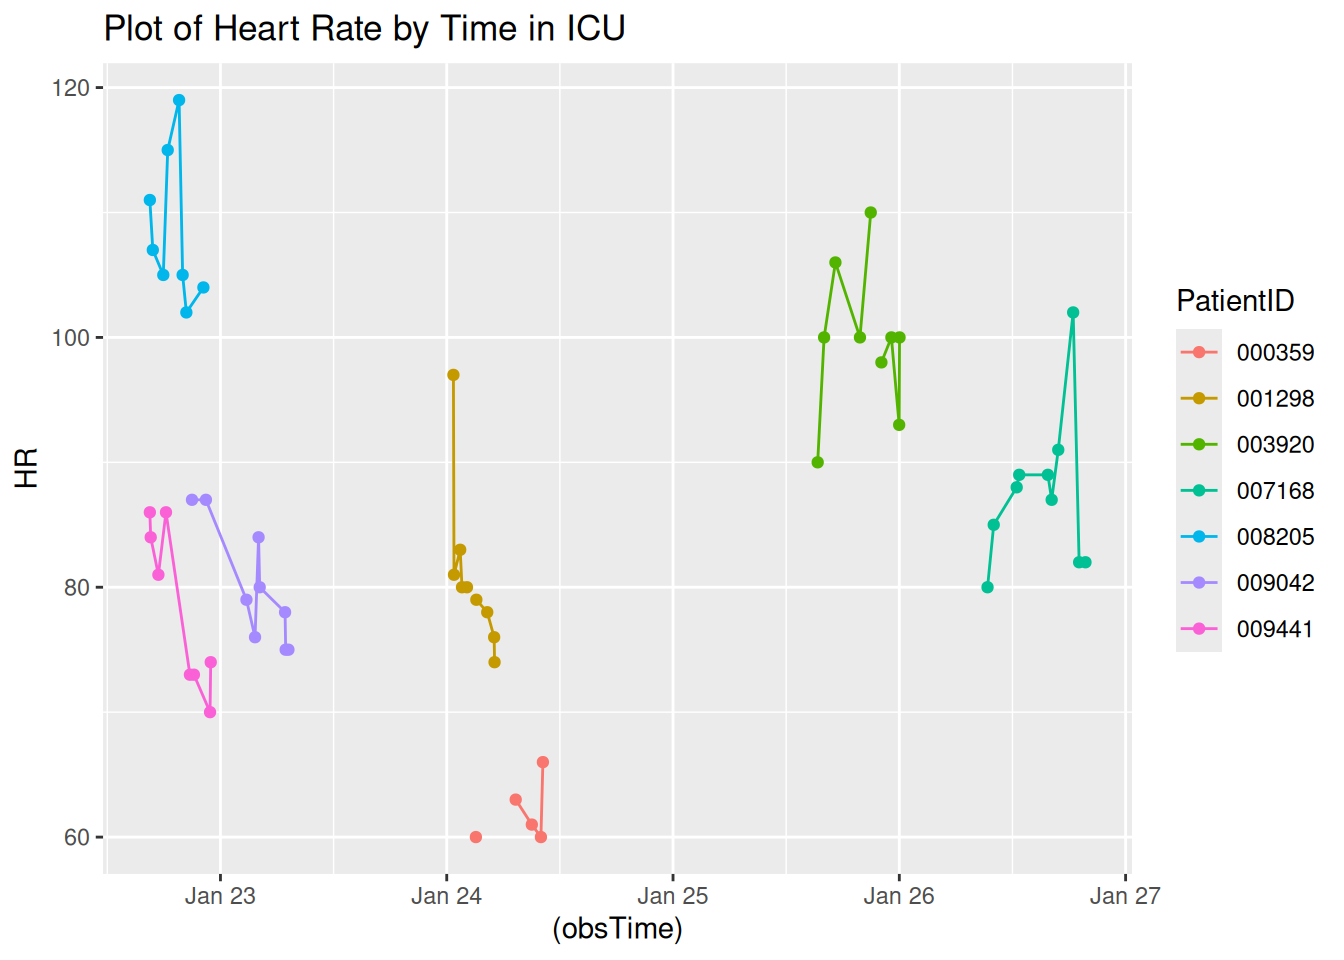 Plot of Heart Rate by Time in ICU
120
100
80
60
HR
Jan 23
Jan 24
Jan 25
Jan 26
Jan 27
(obsTime)
PatientID
000359
001298
003920
007168
008205
009042
009441